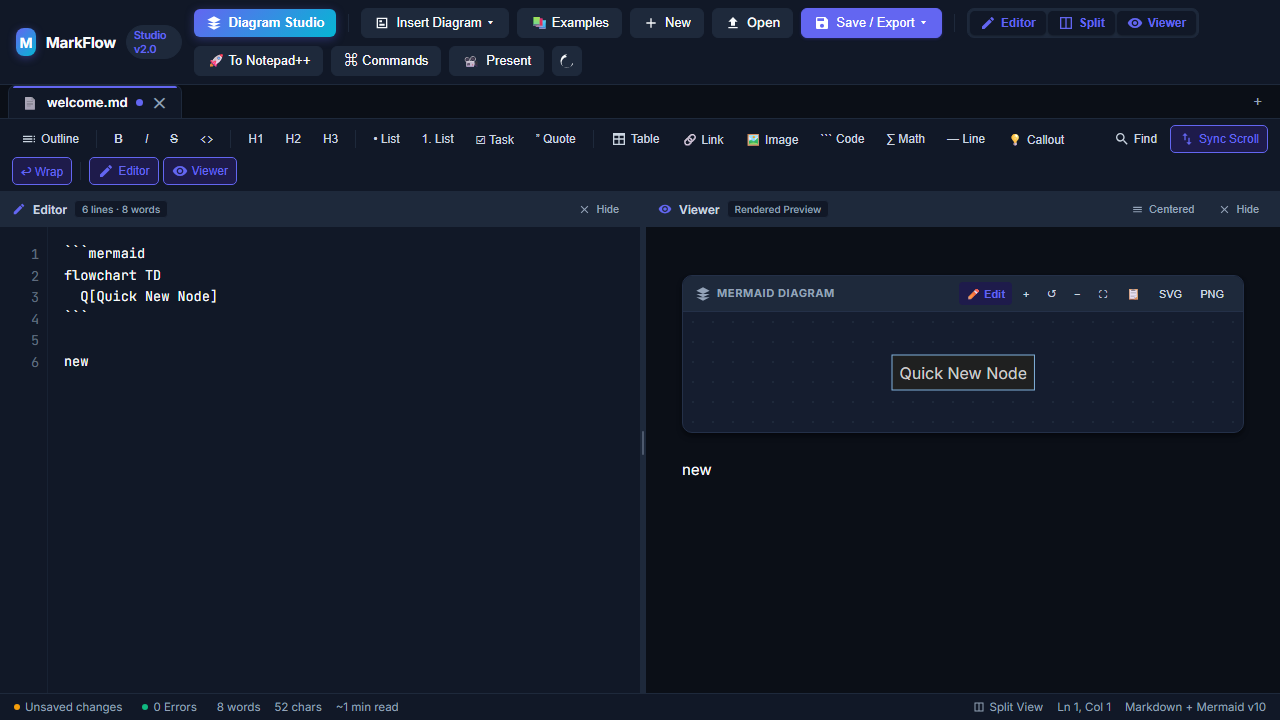 M MarkFlow Studio v2.0
Diagram Studio Insert Diagram Examples + New Open Save / Export Editor Split Viewer
To Notepad++ ⌘ Commands Present
welcome.md +
Outline B I S <> H1 H2 H3 • List 1. List ☑ Task " Quote Table Link Image ``` Code ∑ Math — Line Callout Find Sync Scroll
↩ Wrap Editor Viewer
Editor 6 lines · 8 words Hide
Viewer Rendered Preview Centered Hide
1 ```mermaid
2 flowchart TD
3 Q[Quick New Node]
4 ```
5
6 new
MERMAID DIAGRAM Edit + ↺ − ⛶ SVG PNG
Quick New Node
new
Unsaved changes 0 Errors 8 words 52 chars ~1 min read Split View Ln 1, Col 1 Markdown + Mermaid v10